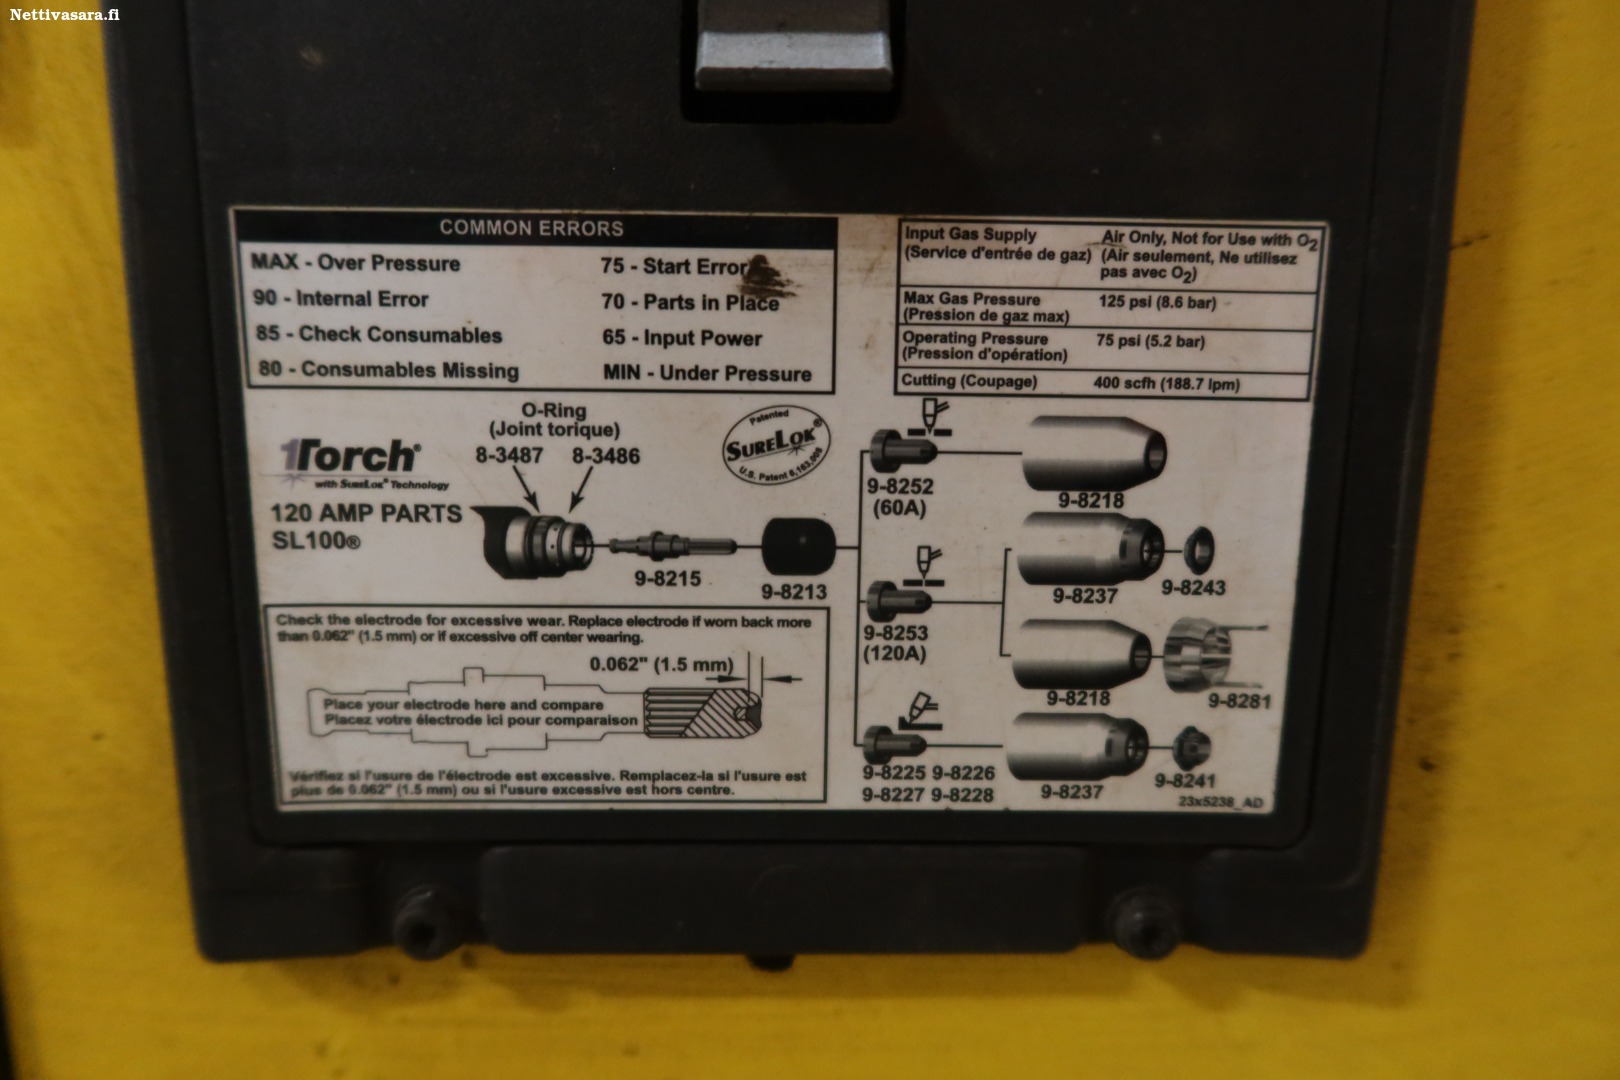 Nettivasara.fi
COMMON ERRORS
MAX - Over Pressure
75 - Start Error
90 - Internal Error
70 - Parts in Place
85 - Check Consumables
65 - Input Power
80 - Consumables Missing
MIN - Under Pressure
Input Gas Supply
(Service d'entrée de gaz)
Air Only, Not for Use with O2
(Air seulement, Ne utilisez
pas avec O2)
Max Gas Pressure
(Pression de gaz max)
125 psi (8.6 bar)
Operating Pressure
(Pression d'opération)
75 psi (5.2 bar)
Cutting (Coupage)
400 scfh (188.7 lpm)
1Torch®
with SureLok® Technology
120 AMP PARTS
SL100®
O-Ring
(Joint torique)
8-3487 8-3486
Patented
SURELOK®
U.S. Patent 6,163,008
9-8215
9-8213
9-8252
(60A)
9-8218
9-8253
(120A)
9-8237
9-8243
9-8218
9-8281
9-8225 9-8226
9-8227 9-8228
9-8237
9-8241
23x5238_AD
Check the electrode for excessive wear. Replace electrode if worn back more
than 0.062" (1.5 mm) or if excessive off center wearing.
0.062" (1.5 mm)
Place your electrode here and compare
Placez votre électrode ici pour comparaison
Vérifiez si l'usure de l'électrode est excessive. Remplacez-la si l'usure est
plus de 0.062" (1.5 mm) ou si l'usure excessive est hors centre.